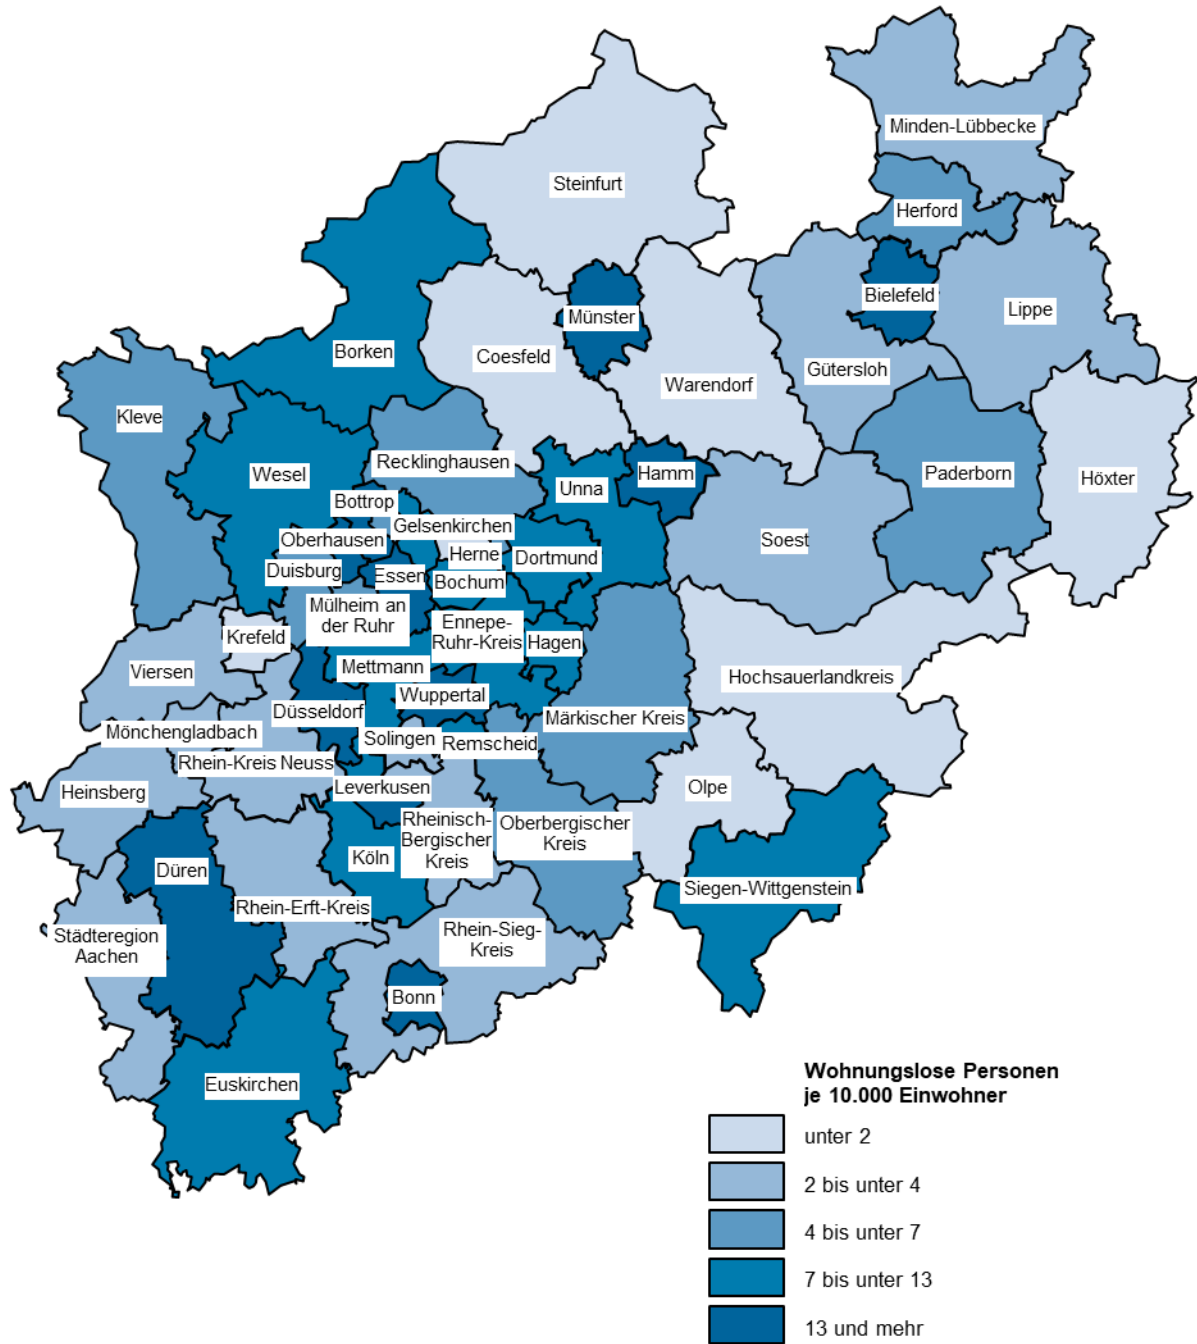 Minden-Lübbecke
Steinfurt
Herford
Bielefeld
Lippe
Münster
Borken
Coesfeld
Gütersloh
Warendorf
Kleve
Recklinghausen
Wesel
Unna
Hamm
Paderborn
Höxter
Bottrop
Gelsenkirchen
Oberhausen
Herne
Dortmund
Soest
Duisburg
Essen
Bochum
Mülheim an
der Ruhr
Ennepe-
Ruhr-Kreis
Hagen
Krefeld
Viersen
Mettmann
Hochsauerlandkreis
Wuppertal
Düsseldorf
Märkischer Kreis
Mönchengladbach
Solingen
Remscheid
Rhein-Kreis Neuss
Heinsberg
Leverkusen
Olpe
Rheinisch-
Bergischer
Kreis
Oberbergischer
Kreis
Köln
Düren
Siegen-Wittgenstein
Rhein-Erft-Kreis
Städteregion
Aachen
Rhein-Sieg-
Kreis
Bonn
Euskirchen
Wohnungslose Personen
je 10.000 Einwohner
unter 2
2 bis unter 4
4 bis unter 7
7 bis unter 13
13 und mehr